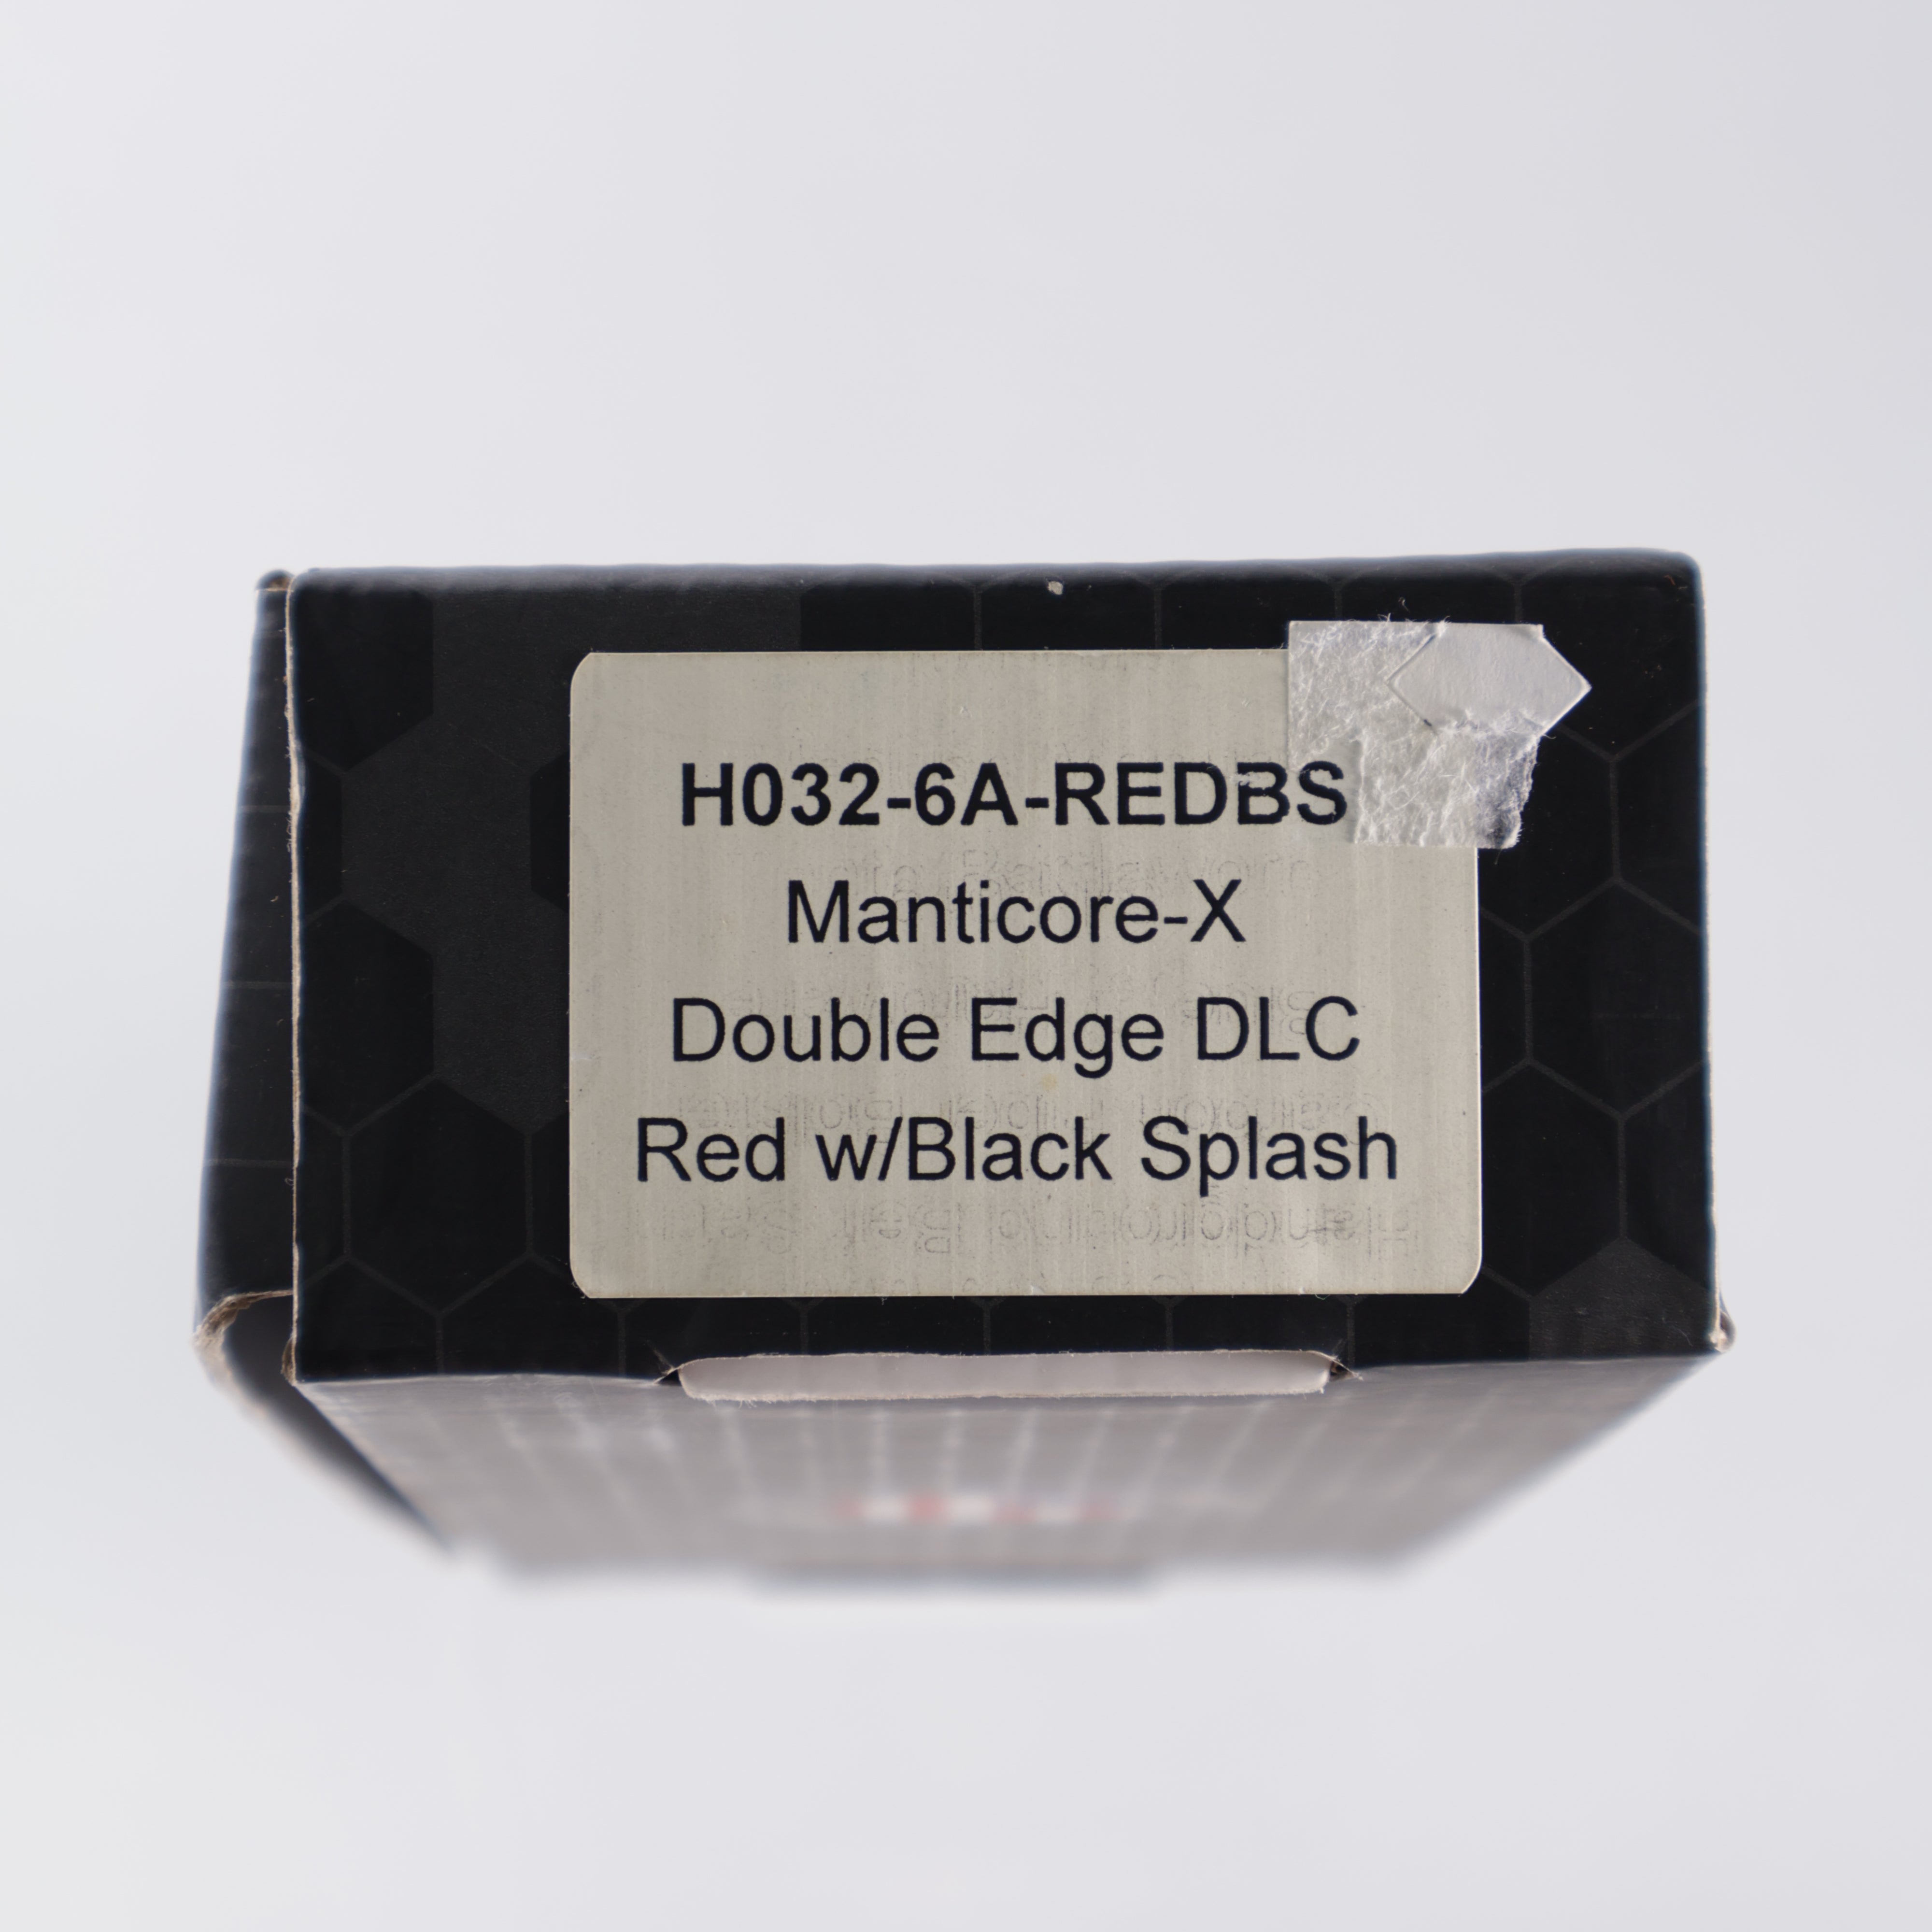 H032-6A-REDBS
Manticore-X
Double Edge DLC
Red w/Black Splash